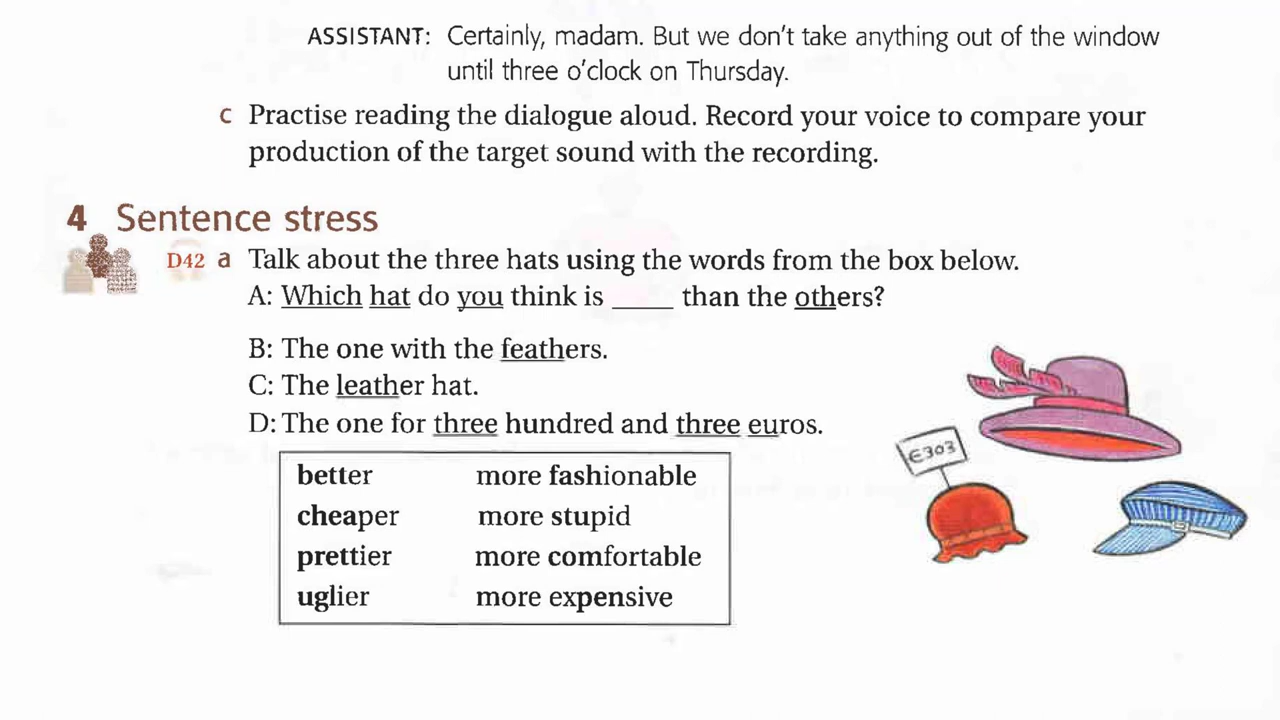 ASSISTANT: Certainly, madam. But we don't take anything out of the window
until three o'clock on Thursday.
c Practise reading the dialogue aloud. Record your voice to compare your
production of the target sound with the recording.
4 Sentence stress
D42 a Talk about the three hats using the words from the box below.
A: Which hat do you think is ____ than the others?
B: The one with the feathers.
C: The leather hat.
D: The one for three hundred and three euros.
€303
better more fashionable
cheaper more stupid
prettier more comfortable
uglier more expensive